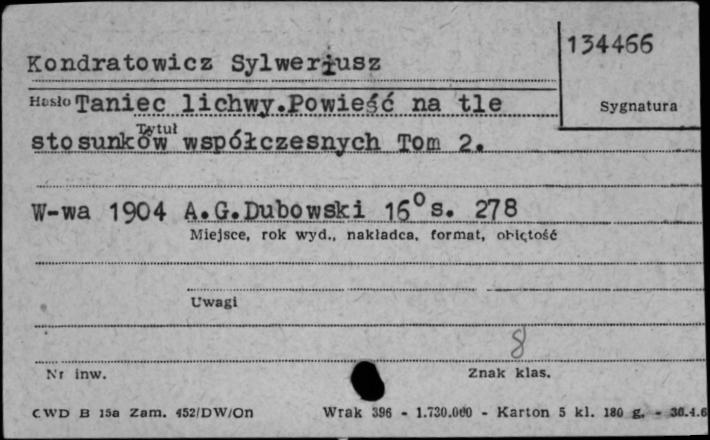 134466
Kondratowicz Sylweriusz
Hasło Taniec lichwy. Powieść na tle
Sygnatura
Tytuł
stosunków współczesnych Tom 2.
W-wa 1904 A.G.Dubowski 16° s. 278
Miejsce, rok wyd., nakładca, format, objętość
Uwagi
8
Nr inw.
Znak klas.
CWD B 15a Zam. 452/DW/On Wrak 396 - 1.730.000 - Karton 5 kl. 180 g. - 30.4.6